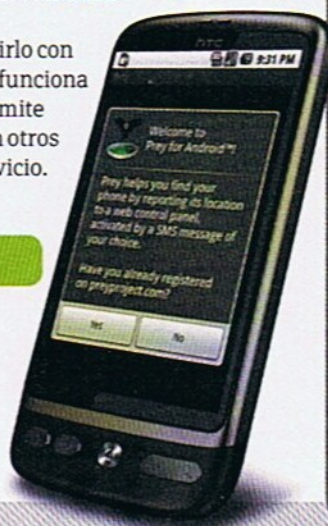 irlo con
funciona
mite
otros
vicio.
hTC
9:31 PM
Welcome to
Prey for Android™!
Prey helps you find your
phone by reporting its location
to a web control panel,
activated by a SMS message of
your choice.
Have you already registered
on preyproject.com?
Yes
No